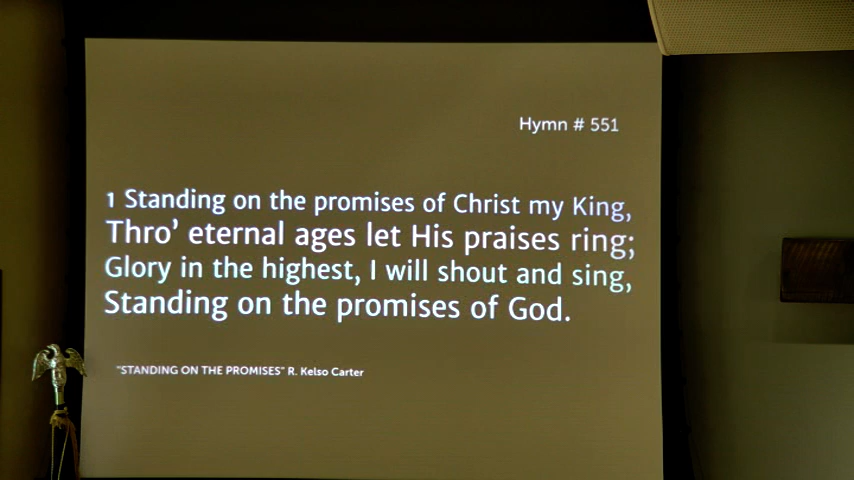 Hymn # 551
1 Standing on the promises of Christ my King,
Thro’ eternal ages let His praises ring;
Glory in the highest, I will shout and sing,
Standing on the promises of God.
"STANDING ON THE PROMISES" R. Kelso Carter